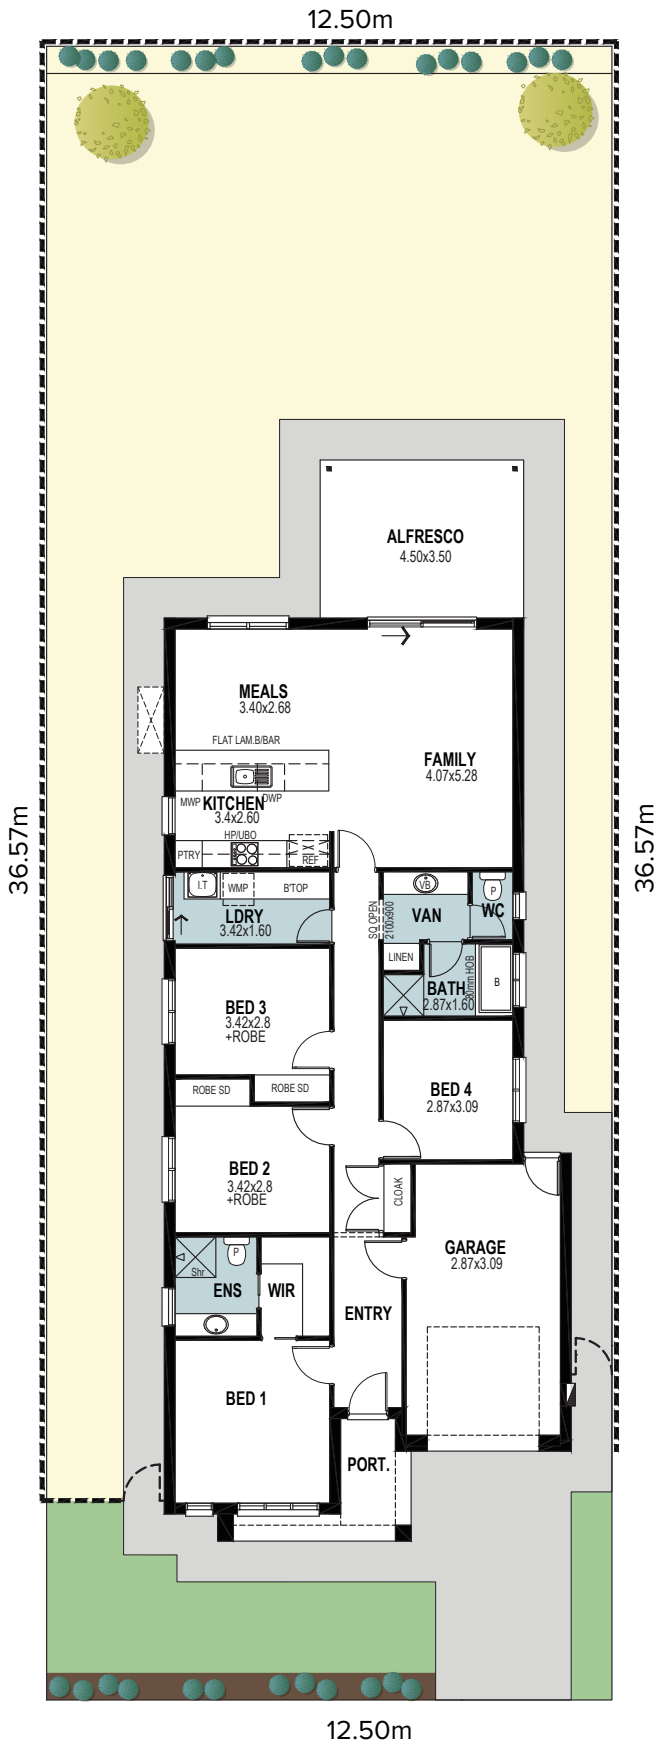 12.50m
ALFRESCO
4.50x3.50
MEALS
3.40x2.68
FLAT LAM.B/BAR
FAMILY
4.07x5.28
MWP
KITCHEN
DWP
3.4x2.60
HP/UBO
PTRY
REF
36.57m
36.57m
I.T
WMP
B'TOP
LDRY
3.42x1.60
SQ OPEN
2100x900
VB
VAN
P
WC
LINEN
BATH
2.87x1.60
B
BED 3
3.42x2.8
+ROBE
ROBE SD
ROBE SD
BED 4
2.87x3.09
BED 2
3.42x2.8
+ROBE
CLOAK
P
Shr
ENS
WIR
GARAGE
2.87x3.09
ENTRY
BED 1
PORT.
12.50m